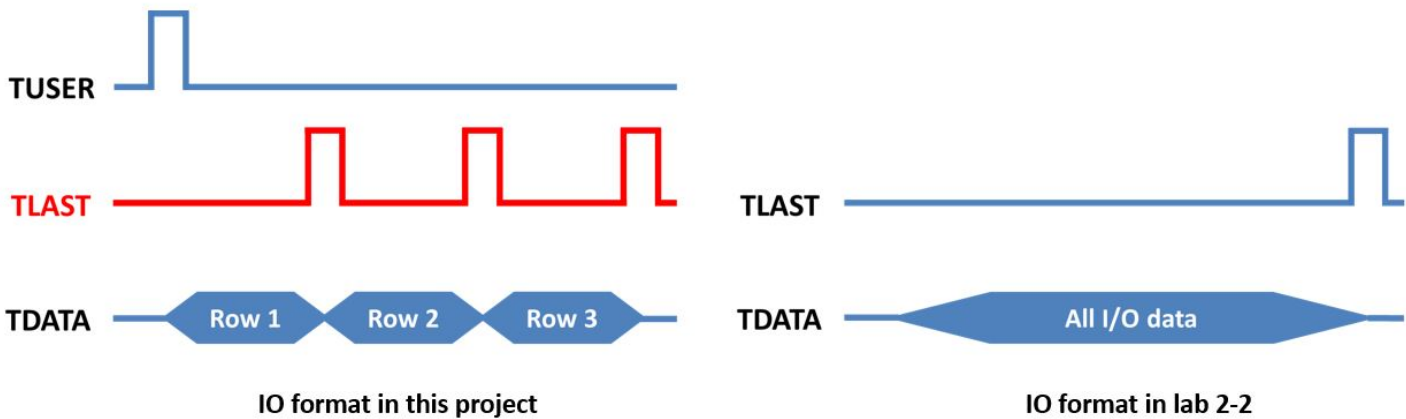 TUSER
TLAST
TDATA
Row 1
Row 2
Row 3
IO format in this project
TLAST
TDATA
All I/O data
IO format in lab 2-2